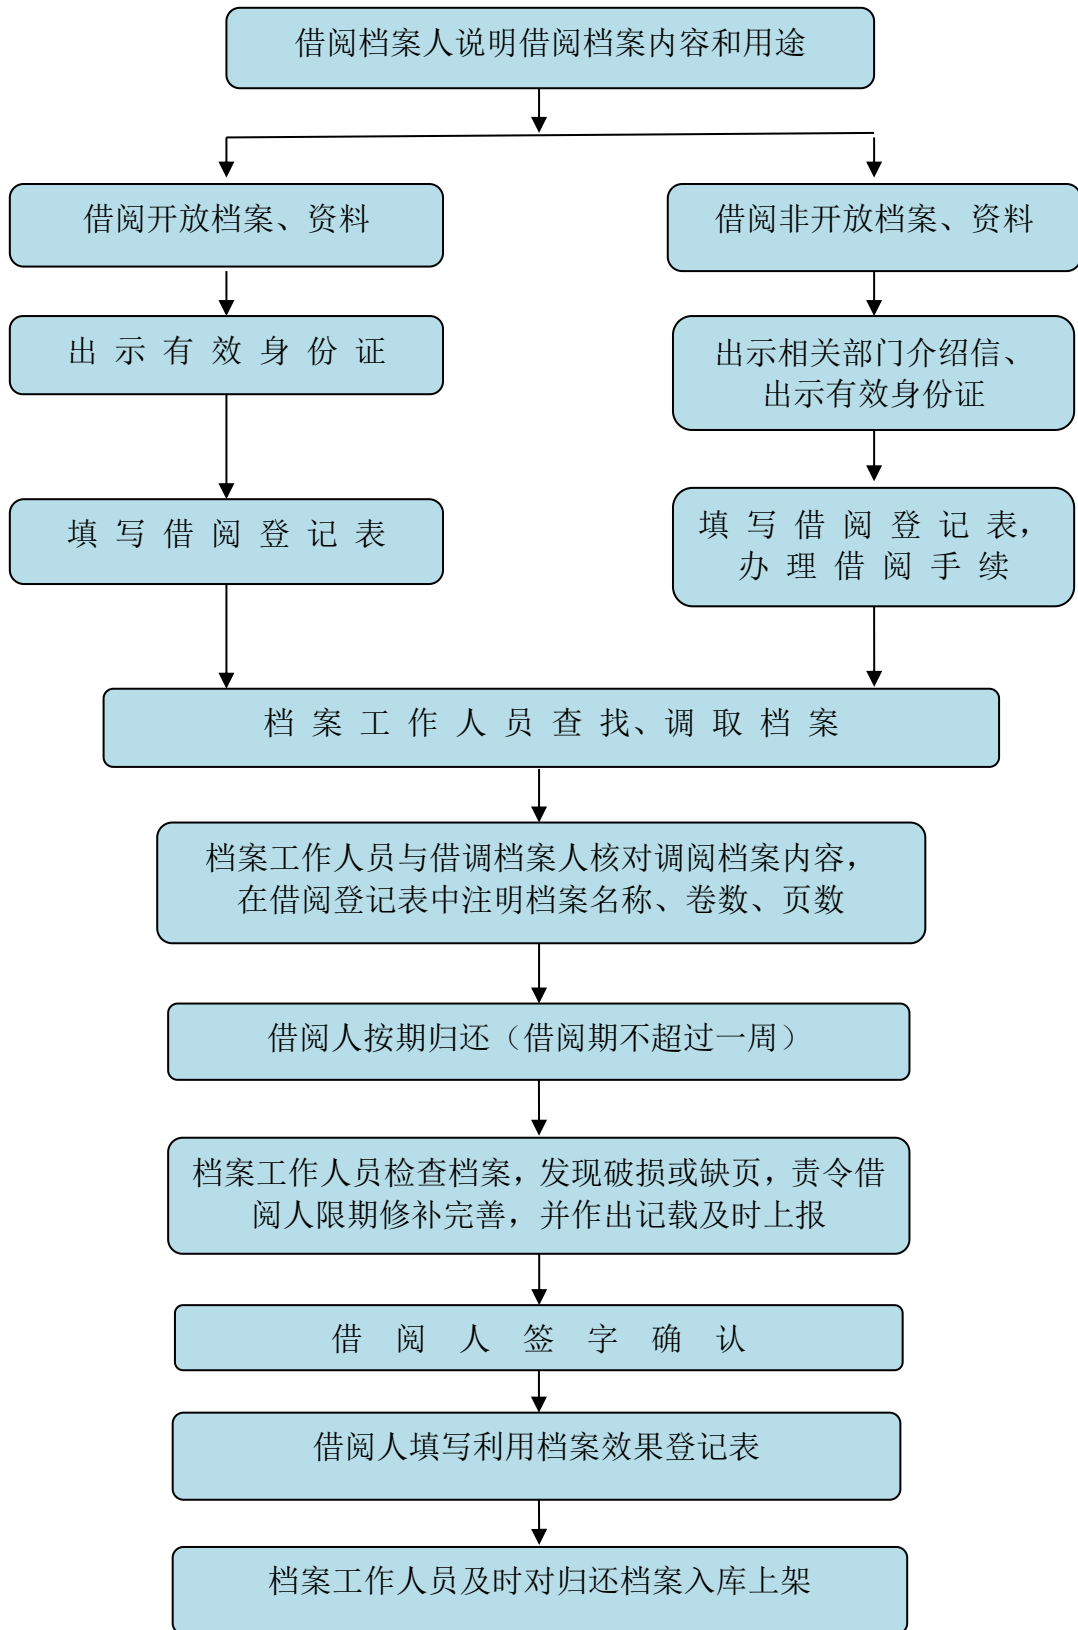 借阅档案人说明借阅档案内容和用途
借阅开放档案、资料
借阅非开放档案、资料
出示有效身份证
出示相关部门介绍信、
出示有效身份证
填写借阅登记表
填写借阅登记表，
办理借阅手续
档案工作人员查找、调取档案
档案工作人员与借调档案人核对调阅档案内容，
在借阅登记表中注明档案名称、卷数、页数
借阅人按期归还（借阅期不超过一周）
档案工作人员检查档案，发现破损或缺页，责令借
阅人限期修补完善，并作出记载及时上报
借阅人签字确认
借阅人填写利用档案效果登记表
档案工作人员及时对归还档案入库上架